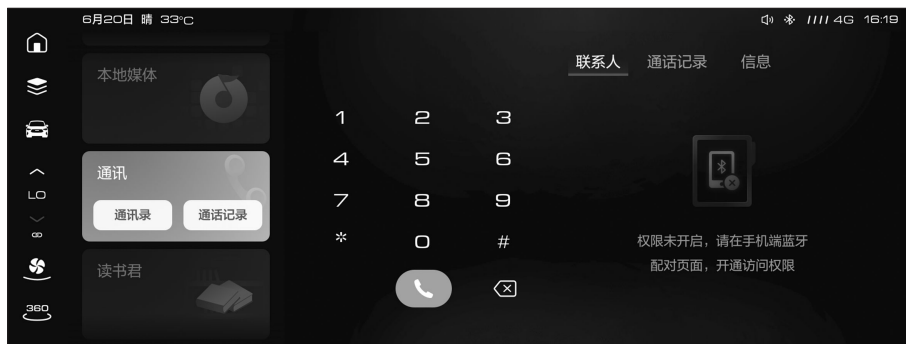 6月20日 晴 33°C
4G 16:19
本地媒体
通讯
通讯录 通话记录
读书君
LO
360
联系人 通话记录 信息
1 2 3
4 5 6
7 8 9
* 0 #
权限未开启，请在手机端蓝牙
配对页面，开通访问权限